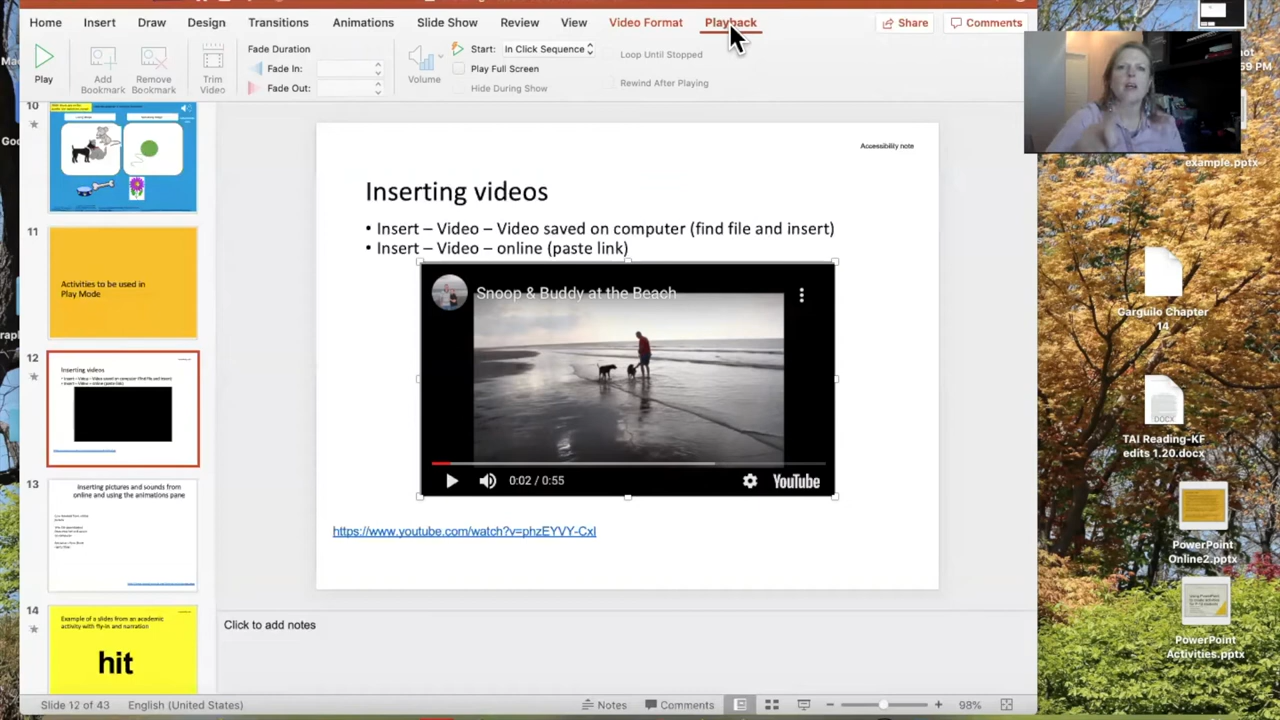 Home Insert Draw Design Transitions Animations Slide Show Review View Video Format Playback Share Comments
Play
Add Bookmark
Remove Bookmark
Trim Video
Fade Duration
Fade In:
Fade Out:
Volume
Start: In Click Sequence
Play Full Screen
Hide During Show
Loop Until Stopped
Rewind After Playing
10
11
Activities to be used in
Play Mode
12
Inserting videos
13
Inserting pictures and sounds from
online and using the animations pane
14
Example of a slides from an academic
activity with fly-in and narration
hit
Accessibility note
Inserting videos
• Insert – Video – Video saved on computer (find file and insert)
• Insert – Video – online (paste link)
Snoop & Buddy at the Beach
0:02 / 0:55
YouTube
https://www.youtube.com/watch?v=phzEYVY-CxI
Click to add notes
Slide 12 of 43 English (United States) Notes Comments 98%
example.pptx
Garguilo Chapter
14
DOCX
TAI Reading-KF
edits 1.20.docx
PowerPoint
Online2.pptx
PowerPoint
Activities.pptx